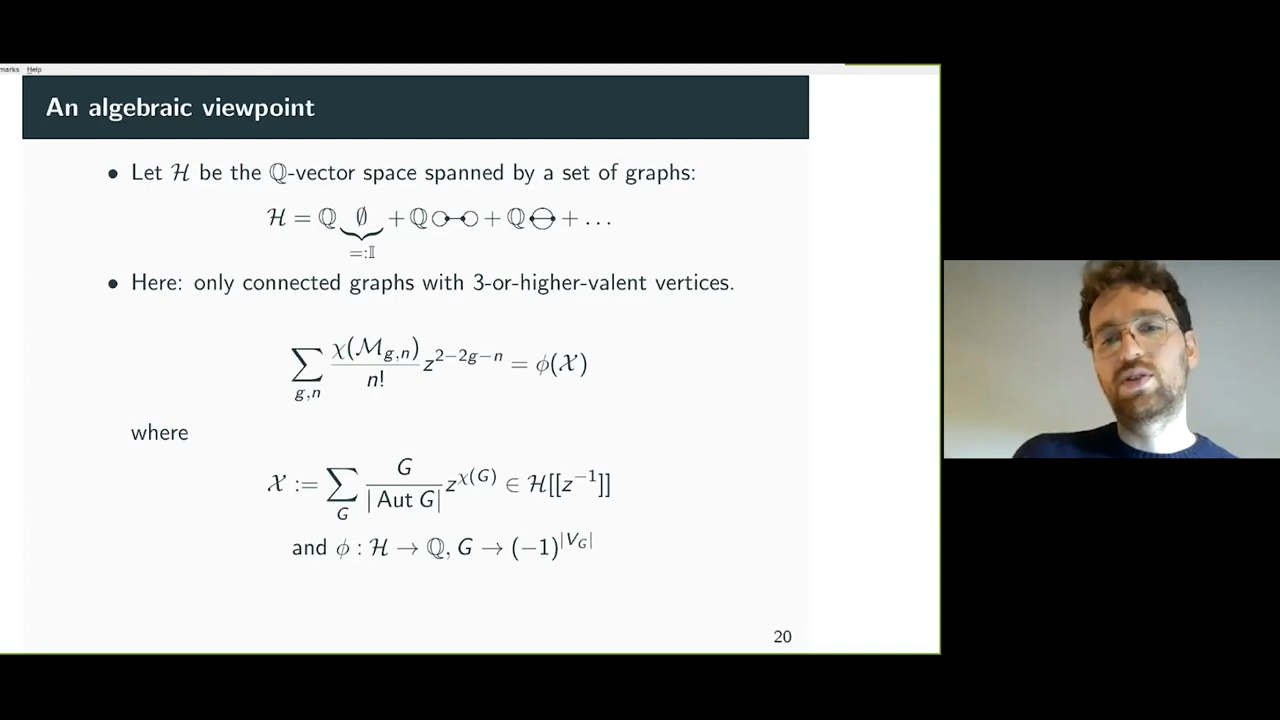 marks Help
An algebraic viewpoint
• Let ℋ be the ℚ-vector space spanned by a set of graphs:
ℋ = ℚ ∅ + ℚ + ℚ + ...
=:𝕀
• Here: only connected graphs with 3-or-higher-valent vertices.
∑_{g,n} χ(ℳ_{g,n})/n! z^{2−2g−n} = φ(𝒳)
where
𝒳 := ∑_G G/|Aut G| z^{χ(G)} ∈ ℋ[[z^{−1}]]
and φ : ℋ → ℚ, G → (−1)^{|V_G|}
20